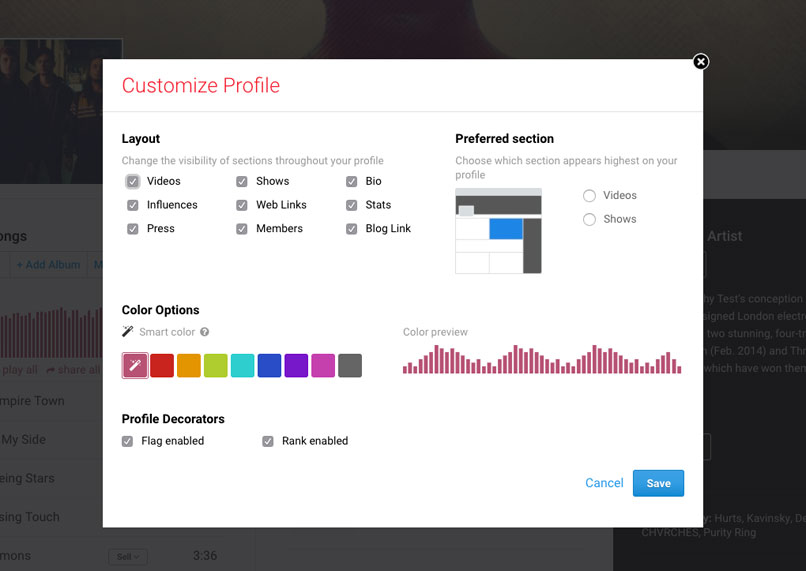 Customize Profile
Layout
Change the visibility of sections throughout your profile
Videos
Shows
Bio
Influences
Web Links
Stats
Press
Members
Blog Link
Preferred section
Choose which section appears highest on your
profile
Videos
Shows
Color Options
Smart color
Color preview
Profile Decorators
Flag enabled
Rank enabled
Cancel
Save
ongs
+ Add Album
M
play all
share all
mpire Town
My Side
eing Stars
sing Touch
mons
Sell
3:36
Artist
hy Test's conception
signed London electr
two stunning, four-tr
(Feb. 2014) and Th
which have won them
y: Hurts, Kavinsky, De
CHVRCHES, Purity Ring